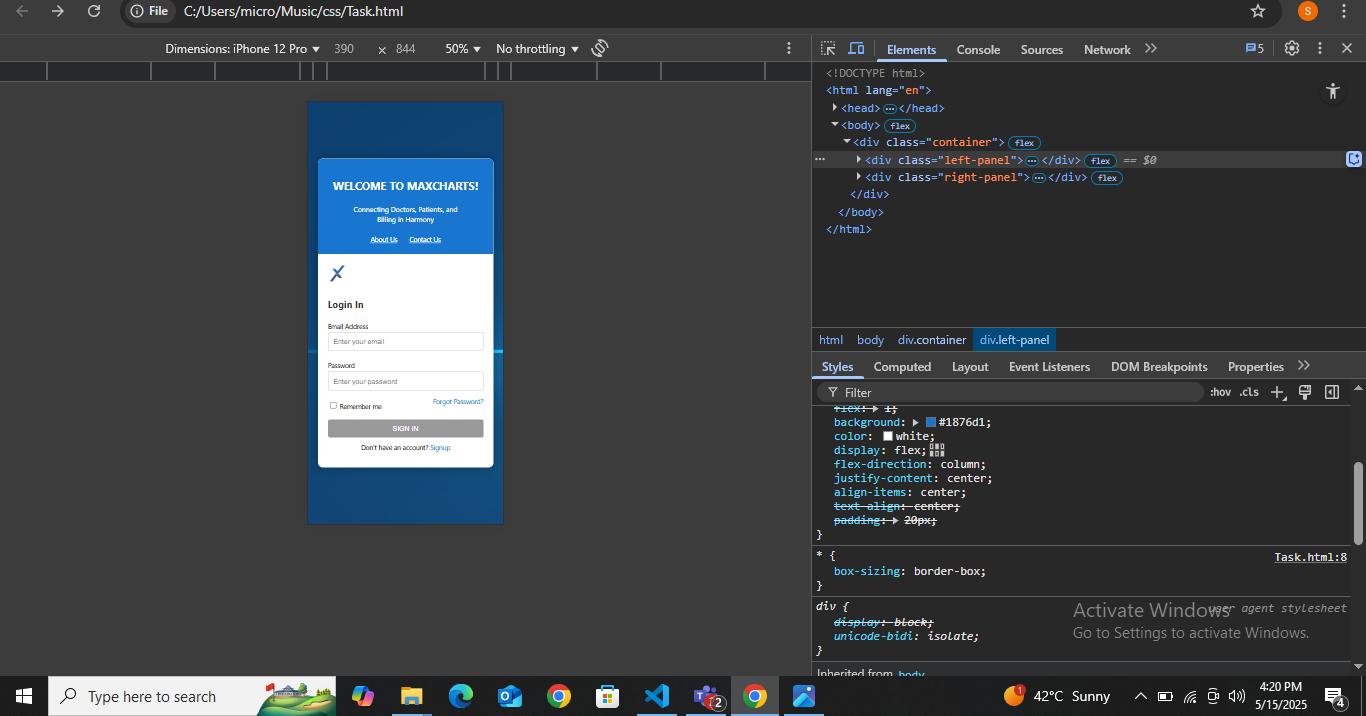 File
C:/Users/micro/Music/css/Task.html
S
Dimensions: iPhone 12 Pro ▼ 390 × 844 50% ▼ No throttling ▼
Elements Console Sources Network 5
<!DOCTYPE html>
<html lang="en">
<head> ⋯ </head>
<body> flex
<div class="container"> flex
<div class="left-panel"> ⋯ </div> flex == $0
<div class="right-panel"> ⋯ </div> flex
</div>
</body>
</html>
WELCOME TO MAXCHARTS!
Connecting Doctors, Patients, and
Billing in Harmony
About Us Contact Us
X
Login In
Email Address
Enter your email
Password
Enter your password
Remember me Forgot Password?
SIGN IN
Don't have an account? Signup
html body div.container div.left-panel
Styles Computed Layout Event Listeners DOM Breakpoints Properties
Filter :hov .cls
flex: 1;
background: #1876d1;
color: white;
display: flex;
flex-direction: column;
justify-content: center;
align-items: center;
text-align: center;
padding: 20px;
}
* { Task.html:8
box-sizing: border-box;
}
div { user agent stylesheet
display: block;
unicode-bidi: isolate;
}
Inherited from body
Activate Windows
Go to Settings to activate Windows.
Type here to search
2
1
42°C Sunny
4:20 PM
5/15/2025
4